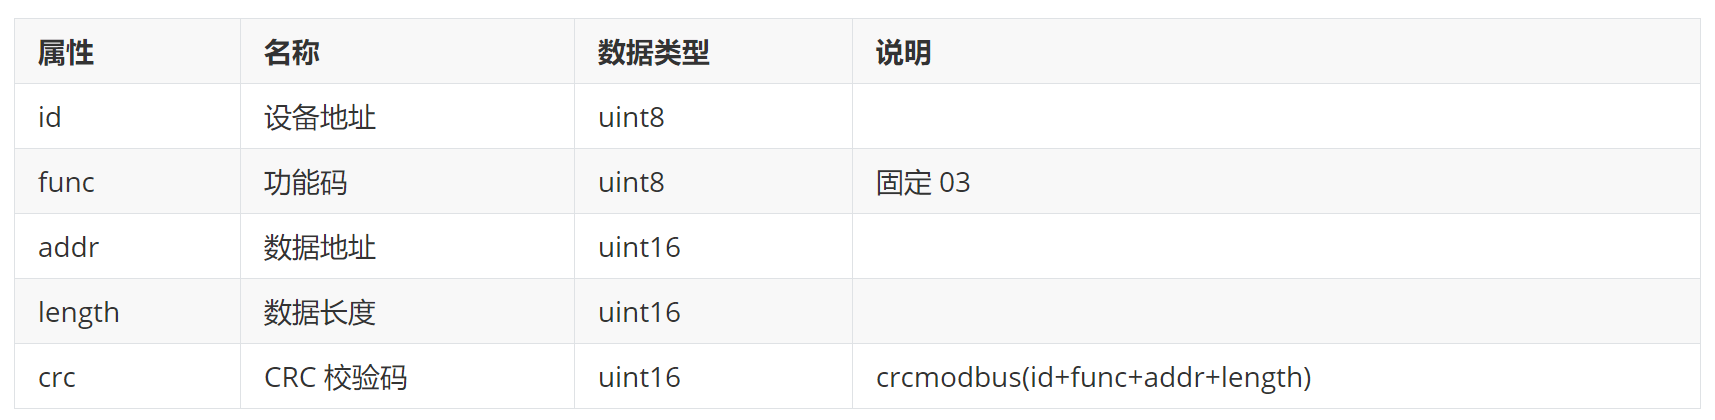 属性 名称 数据类型 说明
id 设备地址 uint8
func 功能码 uint8 固定 03
addr 数据地址 uint16
length 数据长度 uint16
crc CRC 校验码 uint16 crcmodbus(id+func+addr+length)